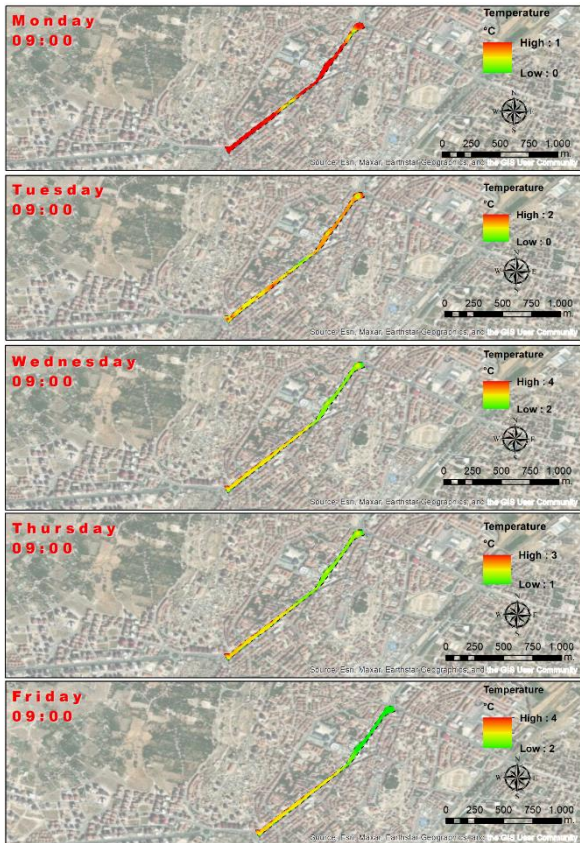 Monday
09:00
Temperature
°C
High : 1
Low : 0
N
W E
S
0 250 500 750 1.000
m.
Source: Esri, Maxar, Earthstar Geographics, and the GIS User Community
Tuesday
09:00
Temperature
°C
High : 2
Low : 0
N
W E
S
0 250 500 750 1.000
m.
Source: Esri, Maxar, Earthstar Geographics, and the GIS User Community
Wednesday
09:00
Temperature
°C
High : 4
Low : 2
N
W E
S
0 250 500 750 1.000
m.
Source: Esri, Maxar, Earthstar Geographics, and the GIS User Community
Thursday
09:00
Temperature
°C
High : 3
Low : 1
N
W E
S
0 250 500 750 1.000
m.
Source: Esri, Maxar, Earthstar Geographics, and the GIS User Community
Friday
09:00
Temperature
°C
High : 4
Low : 2
N
W E
S
0 250 500 750 1.000
m.
Source: Esri, Maxar, Earthstar Geographics, and the GIS User Community